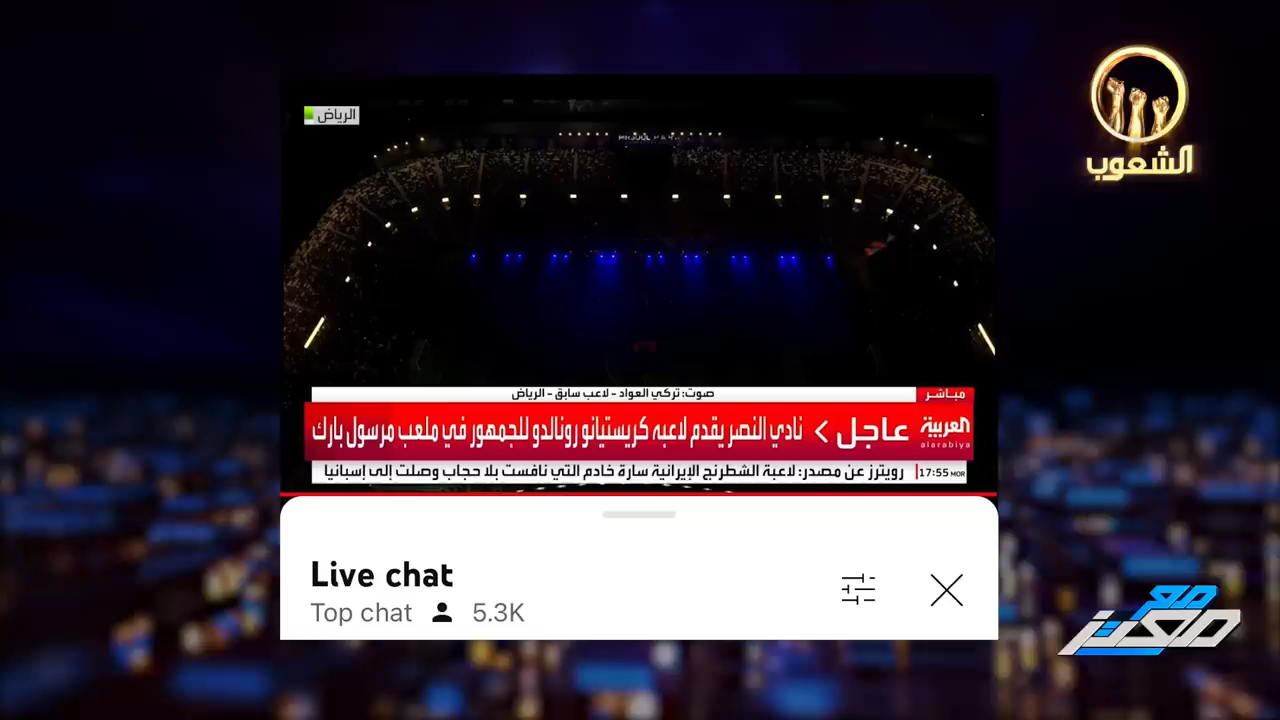 الرياض
الشعوب
صوت: تركي العواد - لاعب سابق - الرياض
مباشر
عاجل > نادي النصر يقدم لاعبه كريستيانو رونالدو للجمهور في ملعب مرسول بارك
العربية
alarabiya
17:55 MOR
رويترز عن مصدر: لاعبة الشطرنج الإيرانية سارة خادم التي نافست بلا حجاب وصلت إلى إسبانيا
Live chat
Top chat 5.3K
مع معتز